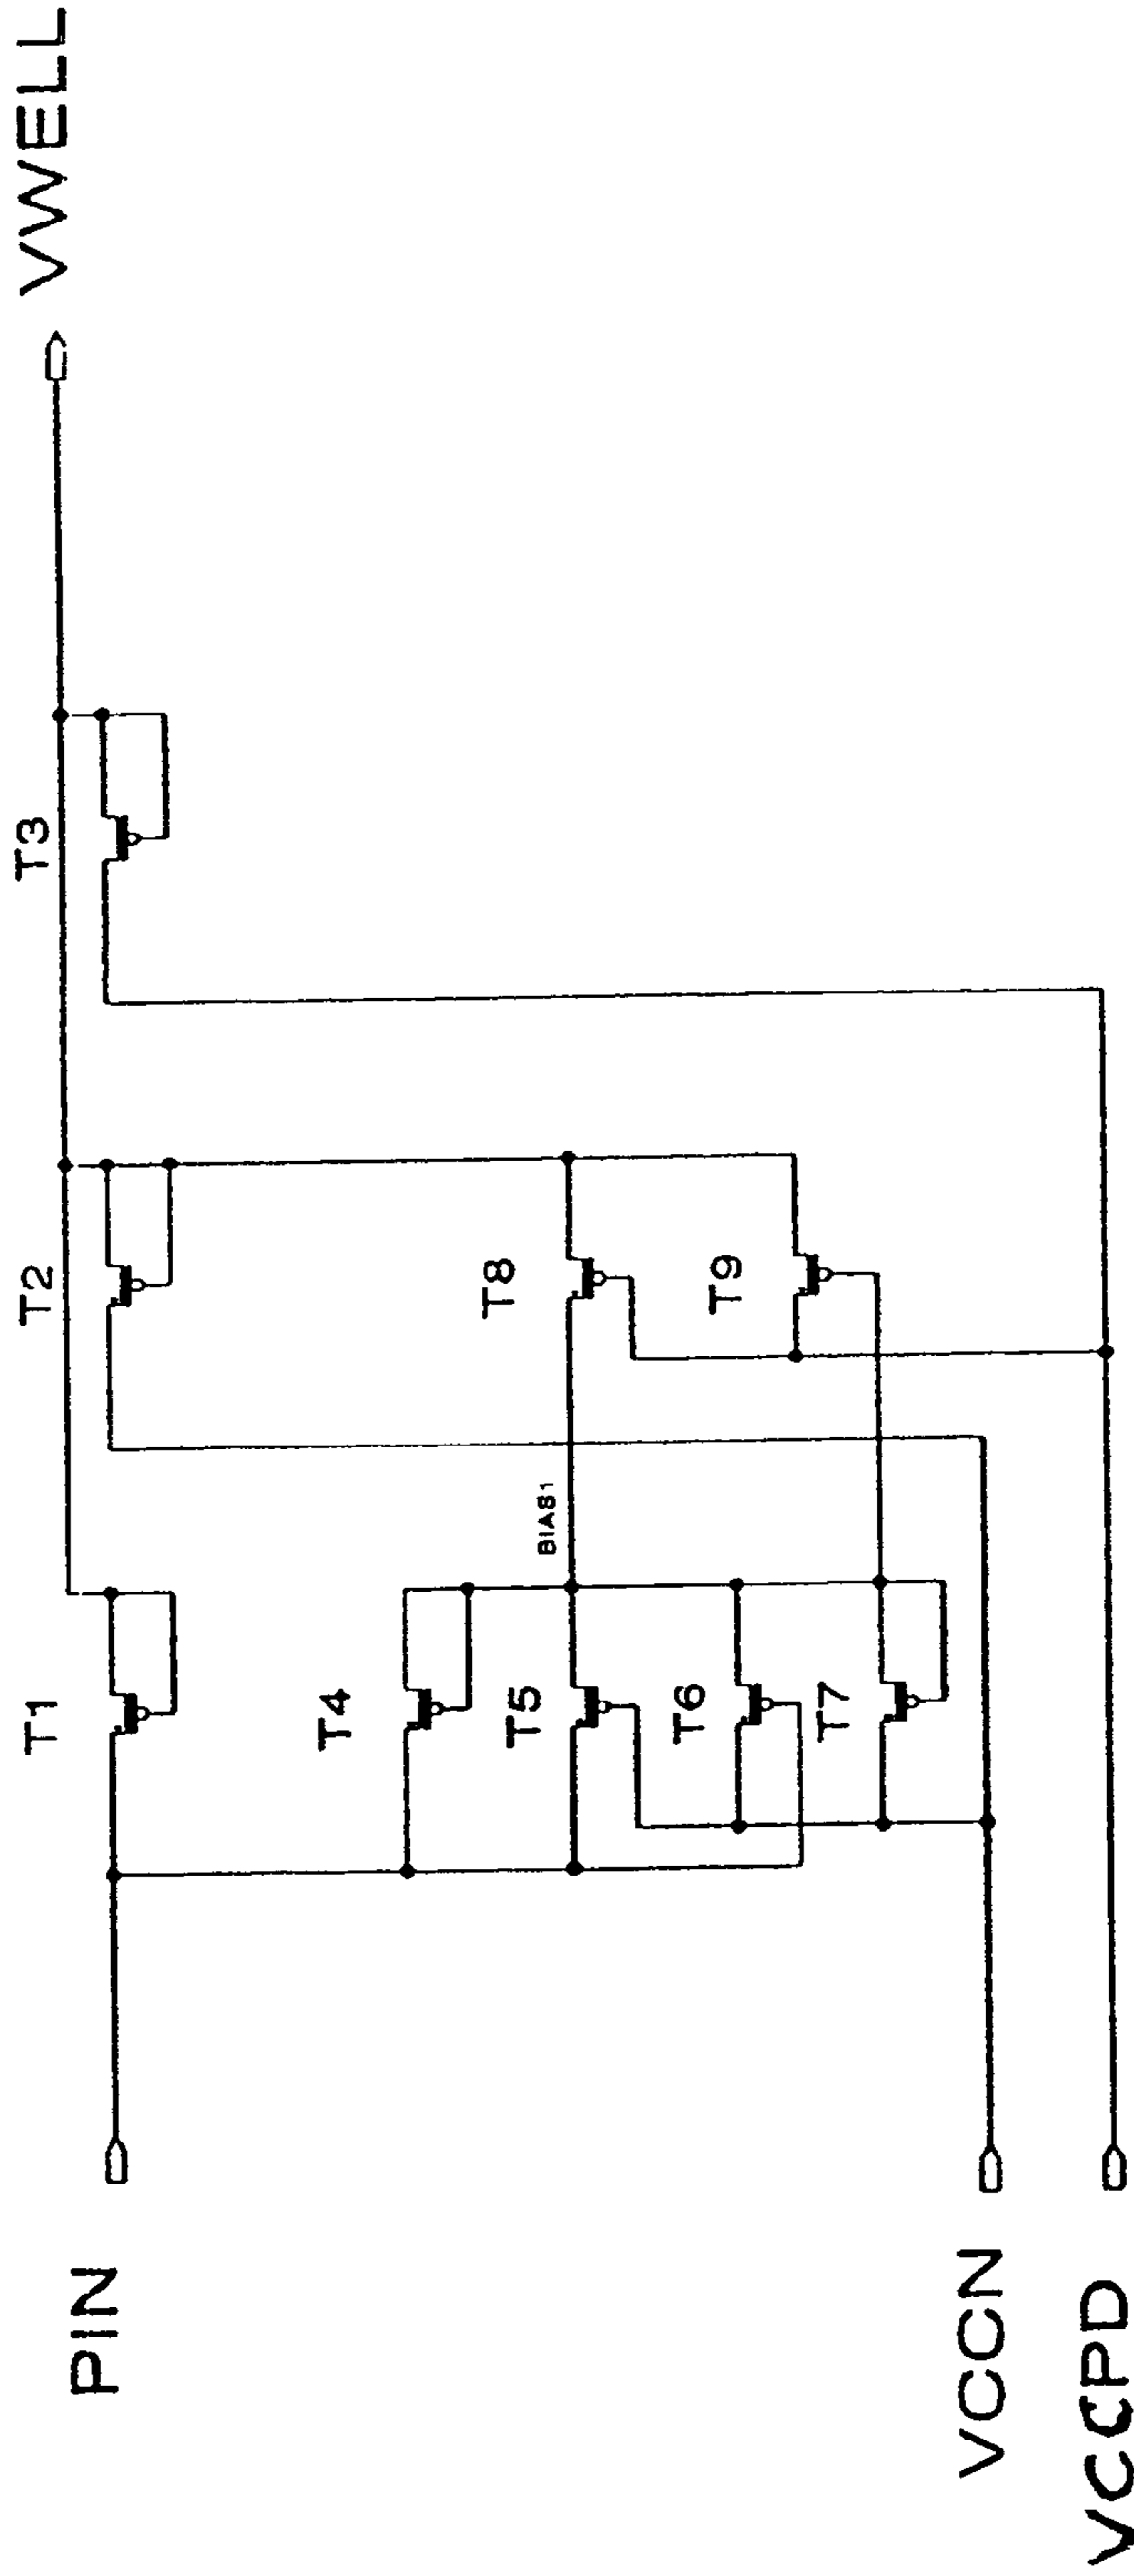 PIN
VCCN
VCCPD
VWELL
T1
T2
T3
T4
T5
T6
T7
T8
T9
BIAS1